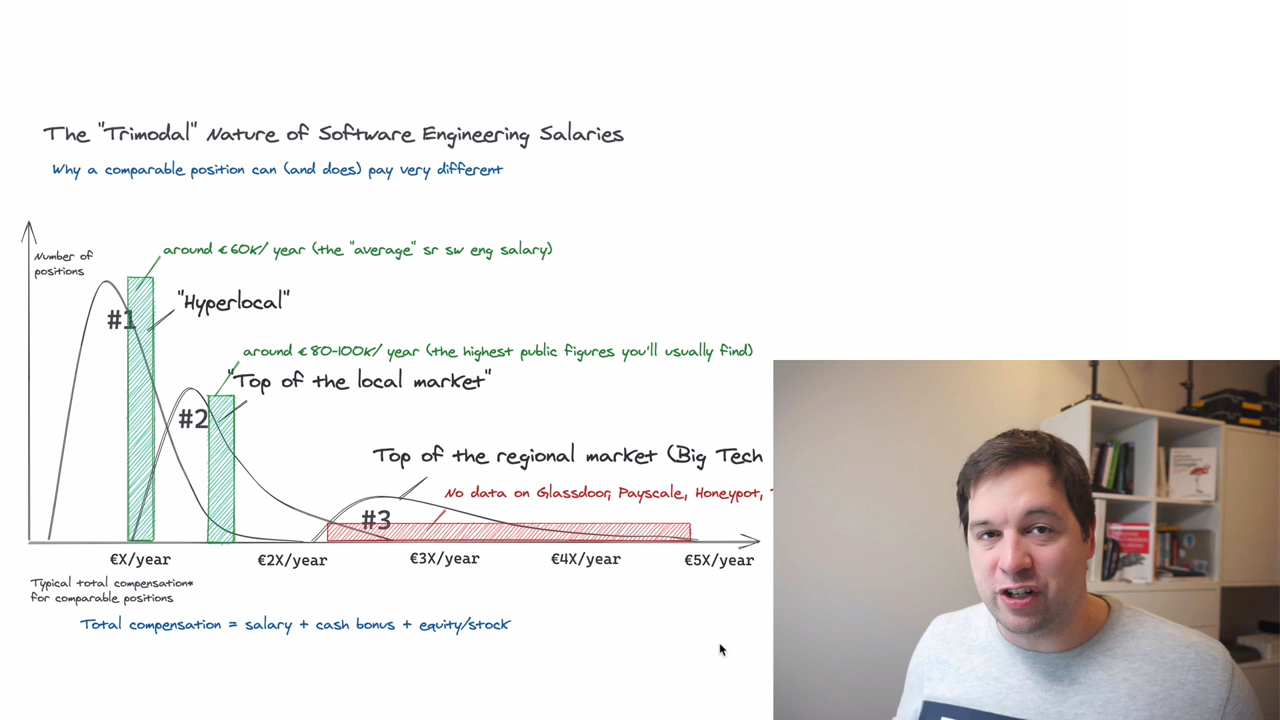 The "Trimodal" Nature of Software Engineering Salaries
Why a comparable position can (and does) pay very different
Number of
positions
around €60K/ year (the "average" sr sw eng salary)
#1
"Hyperlocal"
around €80-100K/ year (the highest public figures you'll usually find)
"Top of the local market"
#2
Top of the regional market (Big Tech
No data on Glassdoor, Payscale, Honeypot,
#3
€X/year
€2X/year
€3X/year
€4X/year
€5X/year
Typical total compensation*
for comparable positions
Total compensation = salary + cash bonus + equity/stock